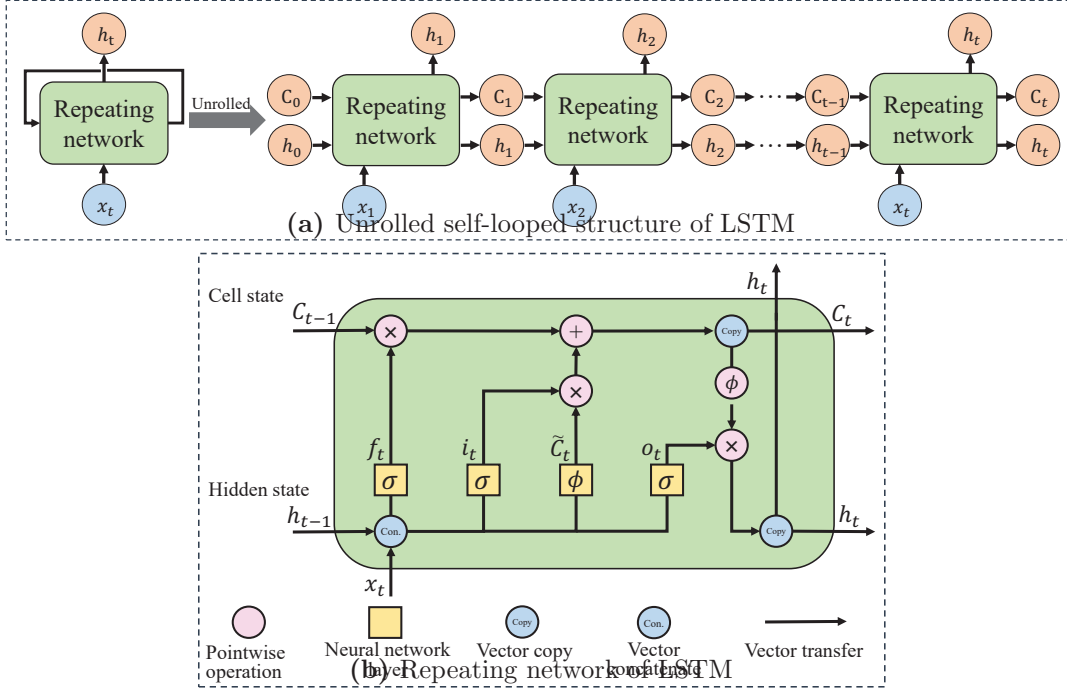 h_t h_1 h_2 h_t
Repeating network
Unrolled
C_0 Repeating network C_1 Repeating network C_2 ⋯ C_{t−1} Repeating network C_t
h_0 h_1 h_2 ⋯ h_{t−1} h_t
x_t x_1 x_2 x_t
(a) Unrolled self-looped structure of LSTM
h_t
Cell state
C_{t−1} C_t
× + Copy
× ϕ
f_t i_t C̃_t o_t ×
σ σ ϕ σ
Hidden state
h_{t−1} Con. Copy h_t
x_t
Copy Con.
Pointwise operation
Neural network layer
Vector copy
Vector concatenate
Vector transfer
(b) Repeating network of LSTM